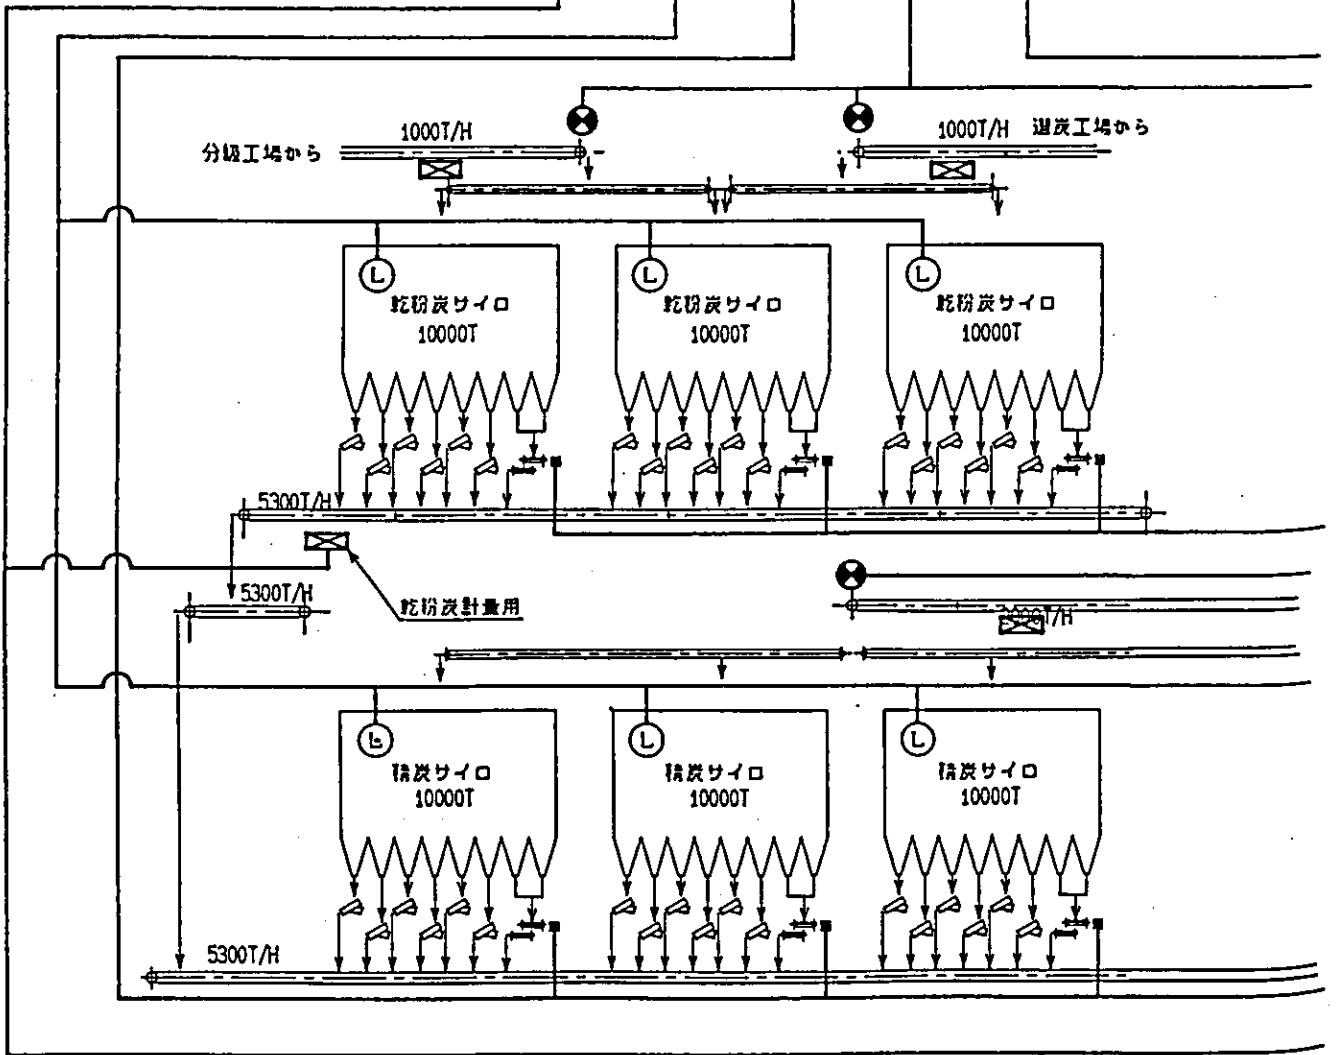 1000T/H
分級工場から
1000T/H 選炭工場から
L
L
L
乾粉炭サイロ
10000T
乾粉炭サイロ
10000T
乾粉炭サイロ
10000T
5300T/H
5300T/H
乾粉炭計量用
L
L
L
精炭サイロ
10000T
精炭サイロ
10000T
精炭サイロ
10000T
5300T/H